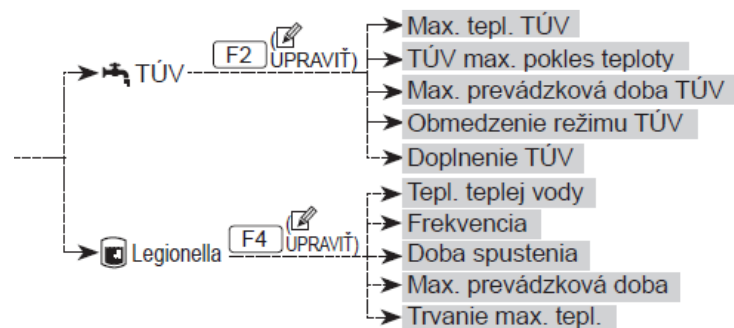 Max. tepl. TÚV
TÚV F2 (UPRAVIŤ) TÚV max. pokles teploty
Max. prevádzková doba TÚV
Obmedzenie režimu TÚV
Doplnenie TÚV
Tepl. teplej vody
Legionella F4 (UPRAVIŤ) Frekvencia
Doba spustenia
Max. prevádzková doba
Trvanie max. tepl.